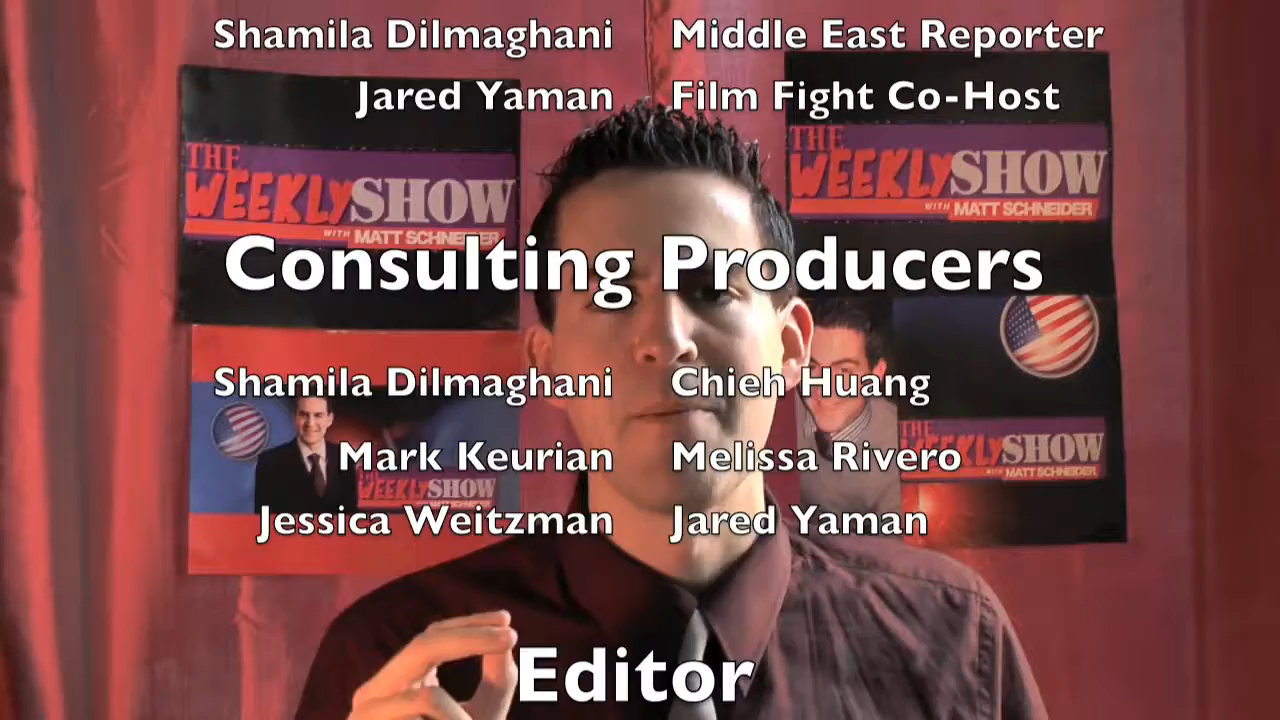 Shamila Dilmaghani Middle East Reporter
Jared Yaman Film Fight Co-Host
THE
WEEKLY SHOW
WITH MATT SCHNEIDER
THE
WEEKLY SHOW
WITH MATT SCHNEIDER
Consulting Producers
Shamila Dilmaghani Chieh Huang
Mark Keurian Melissa Rivero
THE
WEEKLY SHOW
THE
WEEKLY SHOW
MATT SCHNEIDER
Jessica Weitzman Jared Yaman
Editor